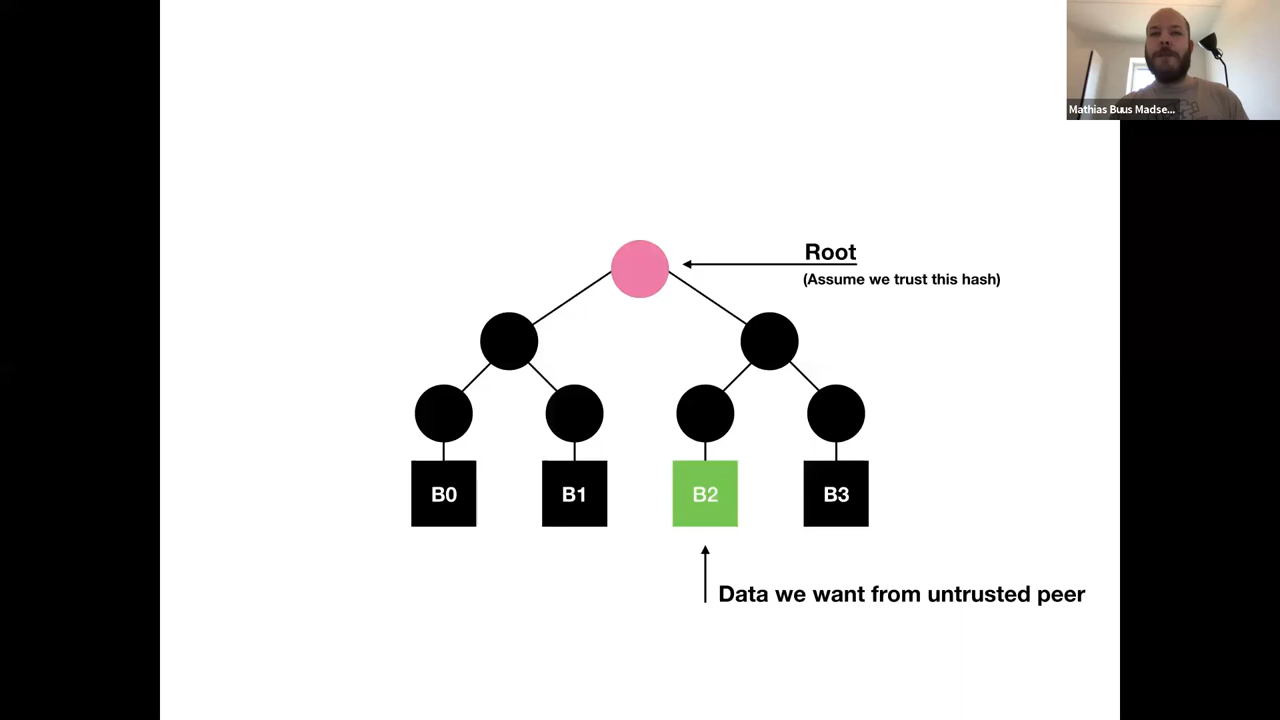 Mathias Buus Madse...
Root
(Assume we trust this hash)
B0
B1
B2
B3
Data we want from untrusted peer